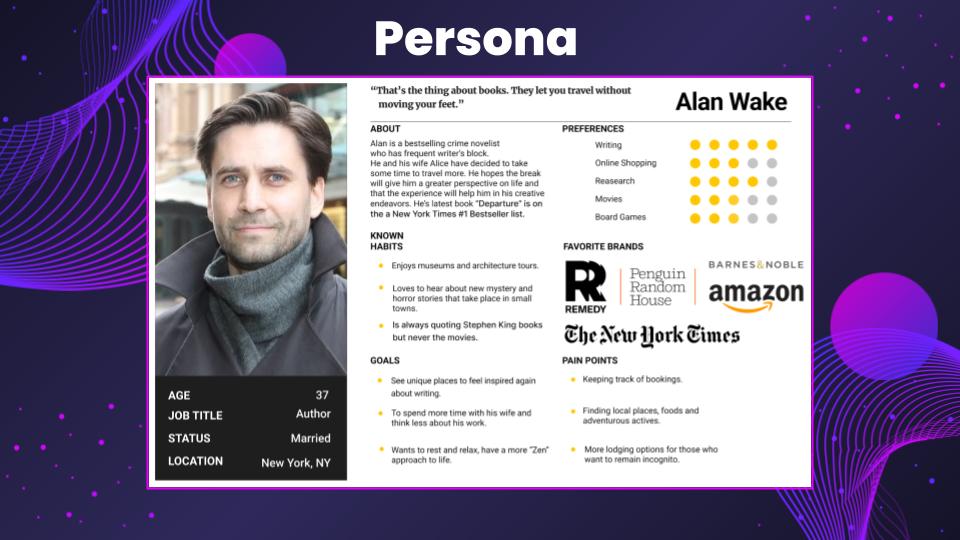 Persona
“That’s the thing about books. They let you travel without
moving your feet.”
Alan Wake
ABOUT
Alan is a bestselling crime novelist
who has frequent writer's block.
He and his wife Alice have decided to take
some time to travel more. He hopes the break
will give him a greater perspective on life and
that the experience will help him in his creative
endeavors. He's latest book "Departure" is on
the a New York Times #1 Bestseller list.
KNOWN
HABITS
Enjoys museums and architecture tours.
Loves to hear about new mystery and
horror stories that take place in small
towns.
Is always quoting Stephen King books
but never the movies.
GOALS
See unique places to feel inspired again
about writing.
To spend more time with his wife and
think less about his work.
Wants to rest and relax, have a more "Zen"
approach to life.
PREFERENCES
Writing
Online Shopping
Reasearch
Movies
Board Games
FAVORITE BRANDS
R
REMEDY
Penguin
Random
House
BARNES&NOBLE
amazon
The New York Times
PAIN POINTS
Keeping track of bookings.
Finding local places, foods and
adventurous actives.
More lodging options for those who
want to remain incognito.
AGE 37
JOB TITLE Author
STATUS Married
LOCATION New York, NY